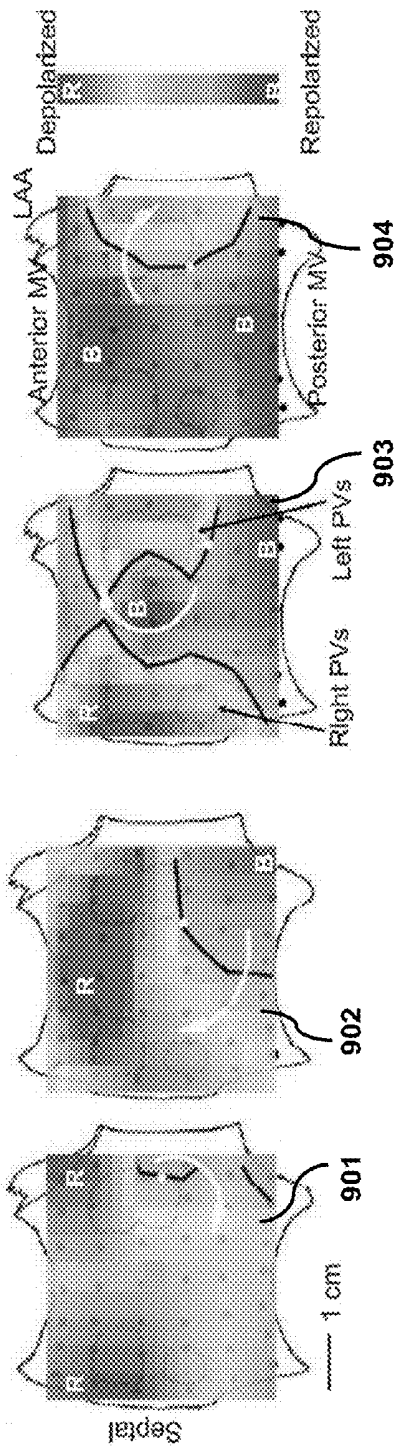 Septal
1 cm
R
R
901
R
B
902
R
B
B
Right PVs
Left PVs
903
Anterior MV
LAA
B
B
Posterior MV
904
Depolarized
R
B
Repolarized